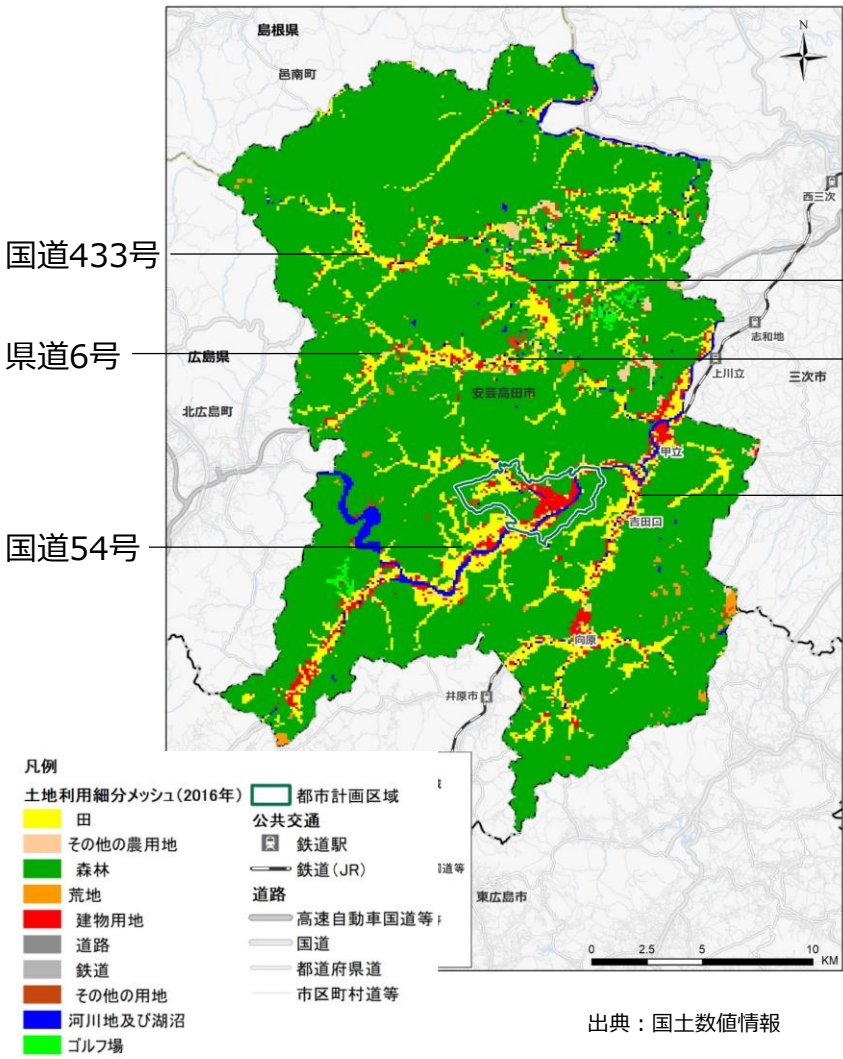 島根県
邑南町
N
西三次
国道433号
志和地
県道6号
広島県
上川立
三次市
安芸高田市
北広島町
甲立
吉田口
国道54号
向原
井原市
凡例
土地利用細分メッシュ(2016年)
田
その他の農用地
森林
荒地
建物用地
道路
鉄道
その他の用地
河川地及び湖沼
ゴルフ場
都市計画区域
公共交通
鉄道駅
鉄道(JR)
道路
高速自動車国道等
国道
都道府県道
市区町村道等
道等
東広島市
0 2.5 5 10
KM
出典:国土数値情報